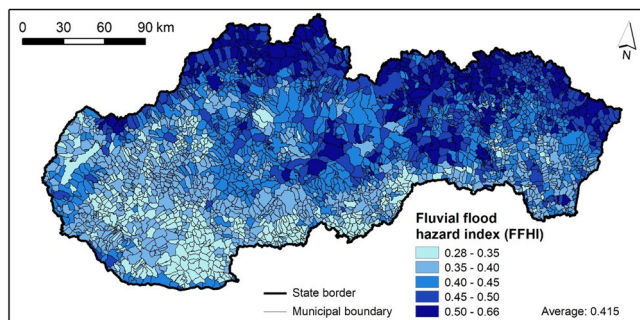 0 30 60 90 km
N
Fluvial flood
hazard index (FFHI)
0.28 - 0.35
0.35 - 0.40
0.40 - 0.45
0.45 - 0.50
0.50 - 0.66
State border
Municipal boundary
Average: 0.415